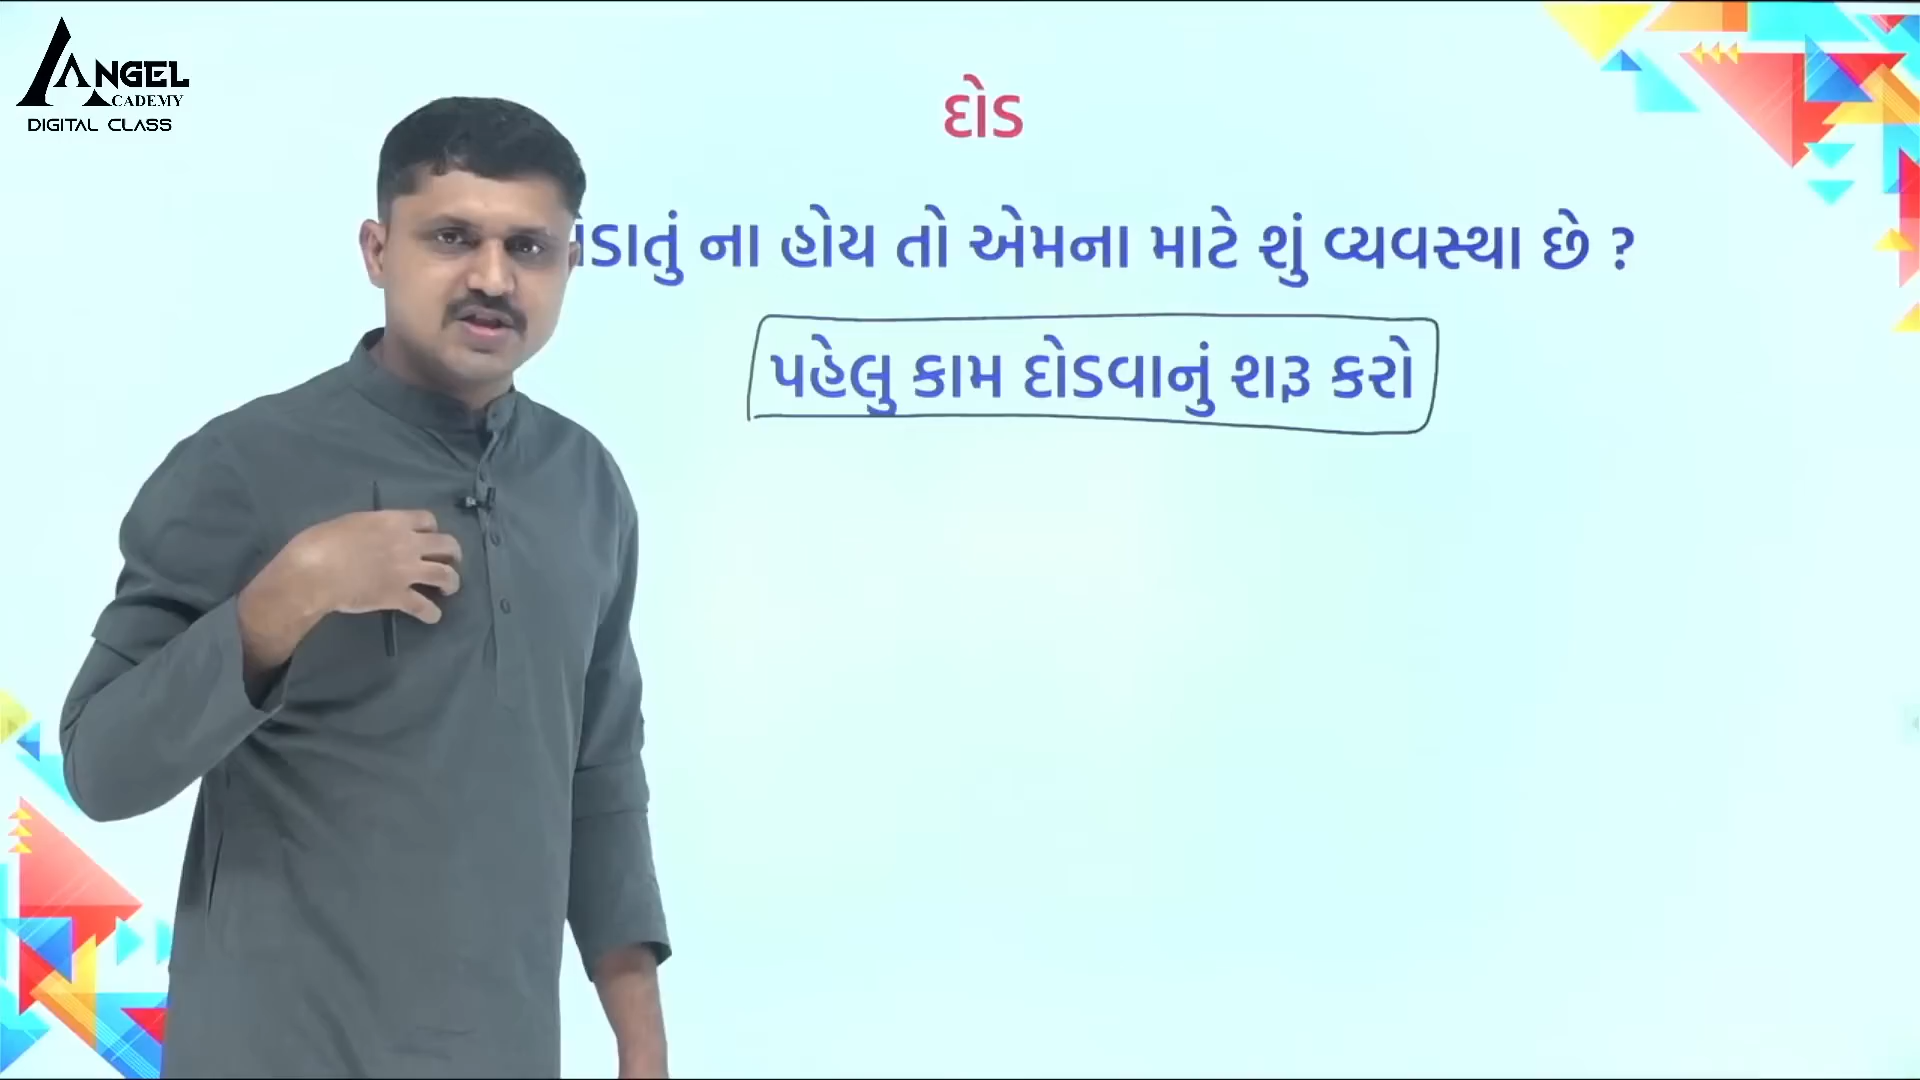 ANGEL
ACADEMY
DIGITAL CLASS
દોડ
ના હોય તો એમના માટે શું વ્યવસ્થા છે ?
પહેલુ કામ દોડવાનું શરૂ કરો